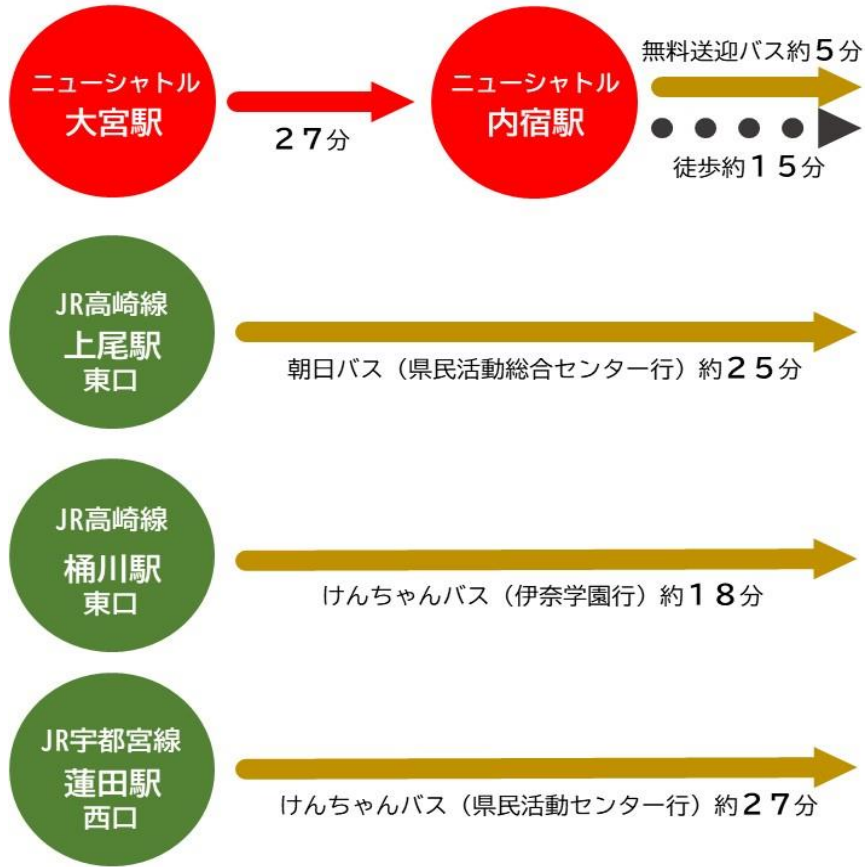 ニューシャトル
大宮駅
27分
ニューシャトル
内宿駅
無料送迎バス約5分
徒歩約15分
JR高崎線
上尾駅
東口
朝日バス（県民活動総合センター行）約25分
JR高崎線
桶川駅
東口
けんちゃんバス（伊奈学園行）約18分
JR宇都宮線
蓮田駅
西口
けんちゃんバス（県民活動センター行）約27分